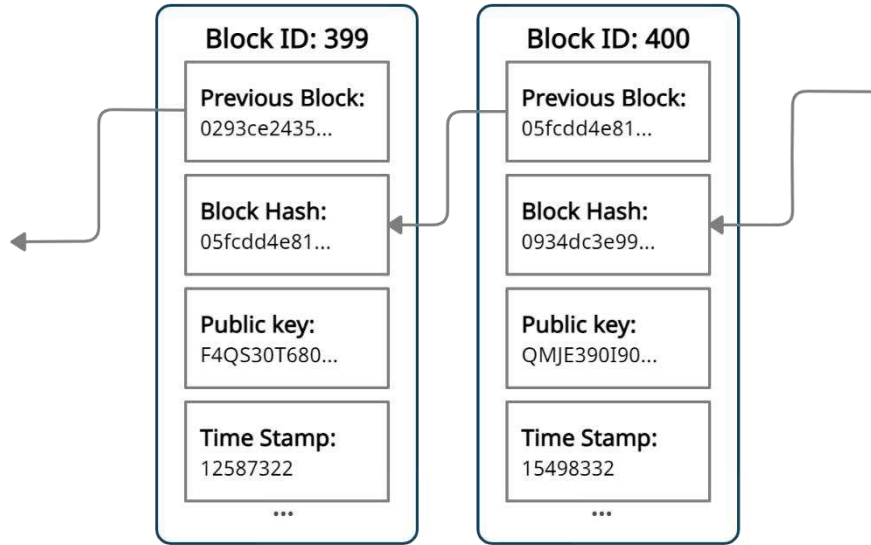 Block ID: 399
Previous Block:
0293ce2435...
Block Hash:
05fcdd4e81...
Public key:
F4QS30T680...
Time Stamp:
12587322
...
Block ID: 400
Previous Block:
05fcdd4e81...
Block Hash:
0934dc3e99...
Public key:
QMJE390I90...
Time Stamp:
15498332
...